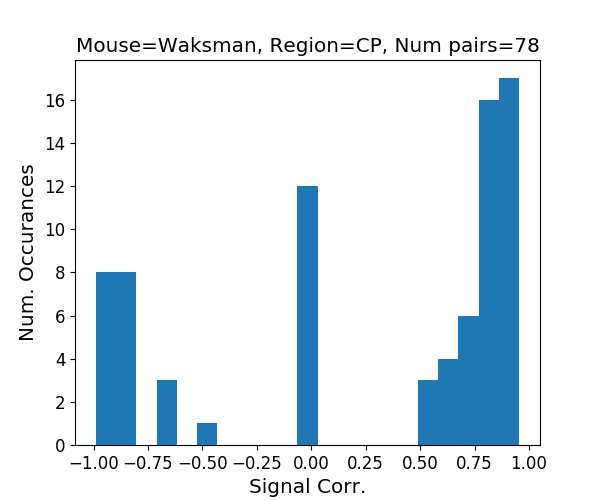 Mouse=Waksman, Region=CP, Num pairs=78
Num. Occurances
16
14
12
10
8
6
4
2
0
−1.00 −0.75 −0.50 −0.25 0.00 0.25 0.50 0.75 1.00
Signal Corr.